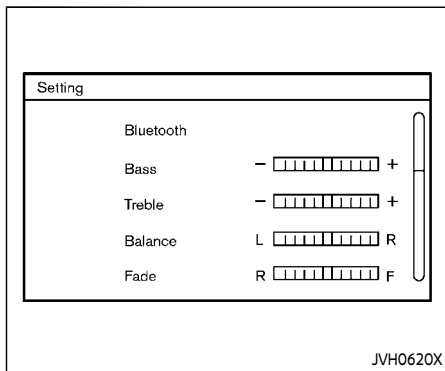 Setting
Bluetooth
Bass − +
Treble − +
Balance L R
Fade R F
JVH0620X